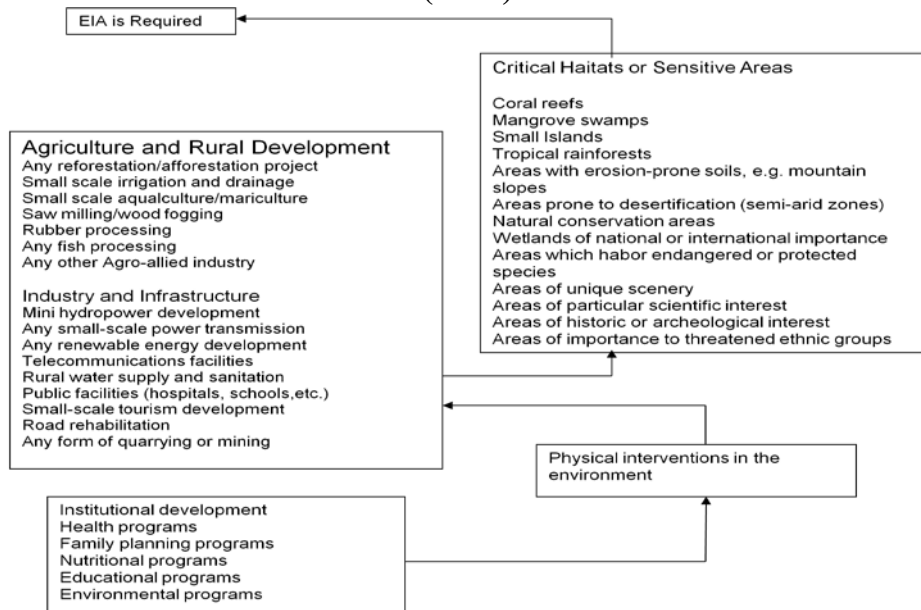 EIA is Required
Critical Haitats or Sensitive Areas
Coral reefs
Mangrove swamps
Small Islands
Tropical rainforests
Areas with erosion-prone soils, e.g. mountain
slopes
Areas prone to desertification (semi-arid zones)
Natural conservation areas
Wetlands of national or international importance
Areas which habor endangered or protected
species
Areas of unique scenery
Areas of particular scientific interest
Areas of historic or archeological interest
Areas of importance to threatened ethnic groups
Agriculture and Rural Development
Any reforestation/afforestation project
Small scale irrigation and drainage
Small scale aqualculture/mariculture
Saw milling/wood fogging
Rubber processing
Any fish processing
Any other Agro-allied industry
Industry and Infrastructure
Mini hydropower development
Any small-scale power transmission
Any renewable energy development
Telecommunications facilities
Rural water supply and sanitation
Public facilities (hospitals, schools,etc.)
Small-scale tourism development
Road rehabilitation
Any form of quarrying or mining
Physical interventions in the
environment
Institutional development
Health programs
Family planning programs
Nutritional programs
Educational programs
Environmental programs